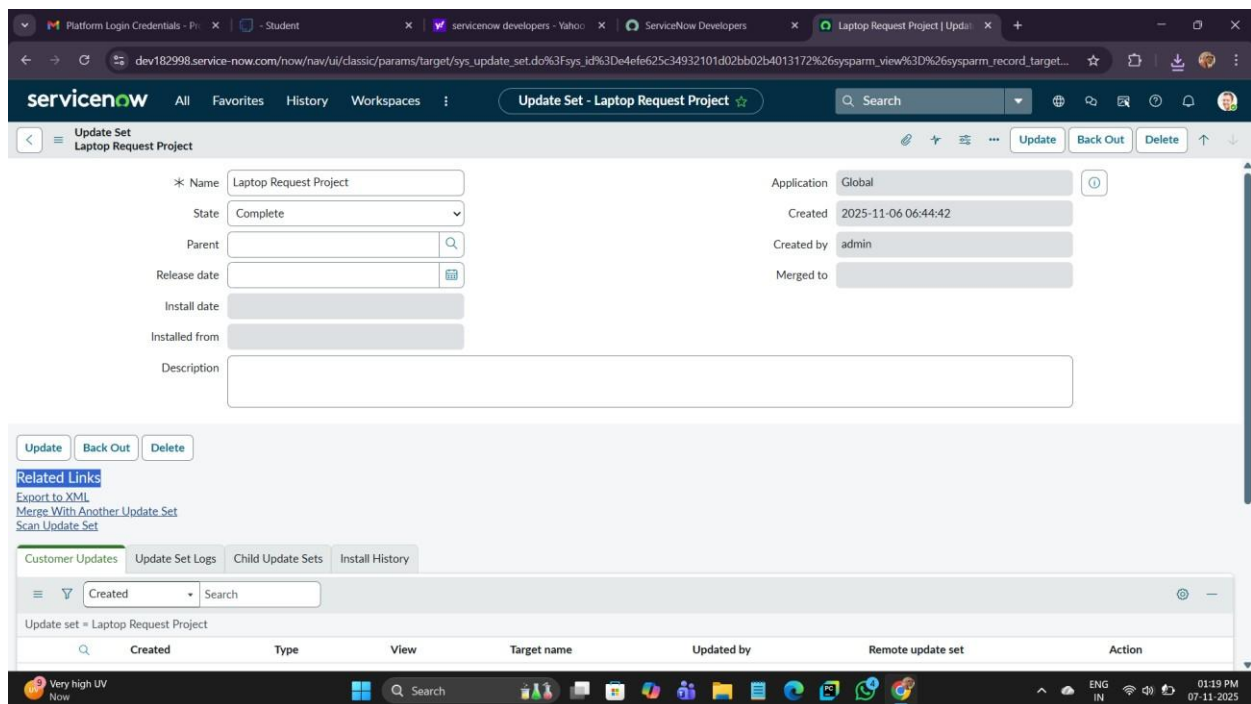 Platform Login Credentials - Pr
- Student
servicenow developers - Yahoo
ServiceNow Developers
Laptop Request Project | Updat
dev182998.service-now.com/now/nav/ui/classic/params/target/sys_update_set.do%3Fsys_id%3De4efe625c34932101d02bb02b4013172%26sysparm_view%3D%26sysparm_record_target...
servicenow All Favorites History Workspaces Update Set - Laptop Request Project Search
Update Set
Laptop Request Project
Update Back Out Delete
Name Laptop Request Project Application Global
State Complete Created 2025-11-06 06:44:42
Parent Created by admin
Release date Merged to
Install date
Installed from
Description
Update Back Out Delete
Related Links
Export to XML
Merge With Another Update Set
Scan Update Set
Customer Updates Update Set Logs Child Update Sets Install History
Created Search
Update set = Laptop Request Project
Created Type View Target name Updated by Remote update set Action
9 Very high UV
Now
Search
ENG
IN
01:19 PM
07-11-2025